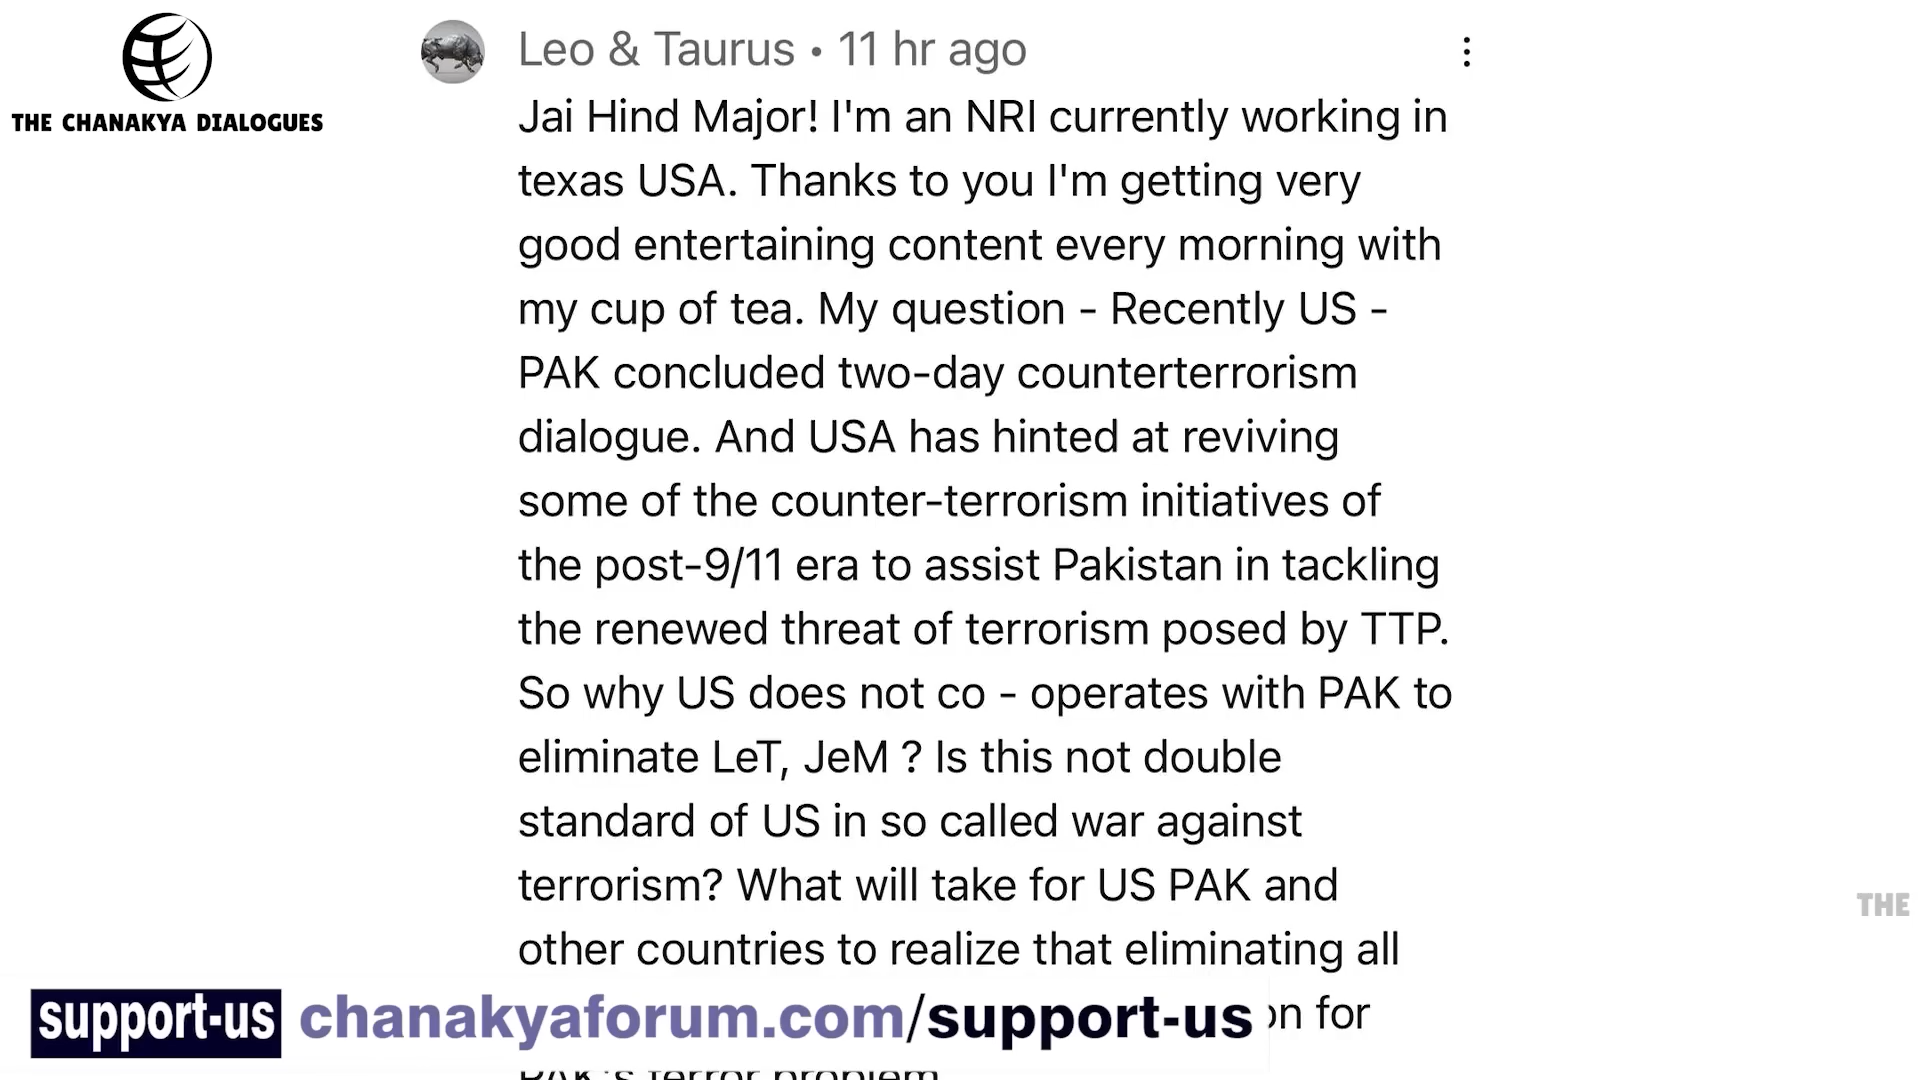 THE CHANAKYA DIALOGUES
Leo & Taurus • 11 hr ago
Jai Hind Major! I'm an NRI currently working in
texas USA. Thanks to you I'm getting very
good entertaining content every morning with
my cup of tea. My question - Recently US -
PAK concluded two-day counterterrorism
dialogue. And USA has hinted at reviving
some of the counter-terrorism initiatives of
the post-9/11 era to assist Pakistan in tackling
the renewed threat of terrorism posed by TTP.
So why US does not co - operates with PAK to
eliminate LeT, JeM ? Is this not double
standard of US in so called war against
terrorism? What will take for US PAK and
other countries to realize that eliminating all
for
PAK's terror problem
support-us chanakyaforum.com/support-us
THE